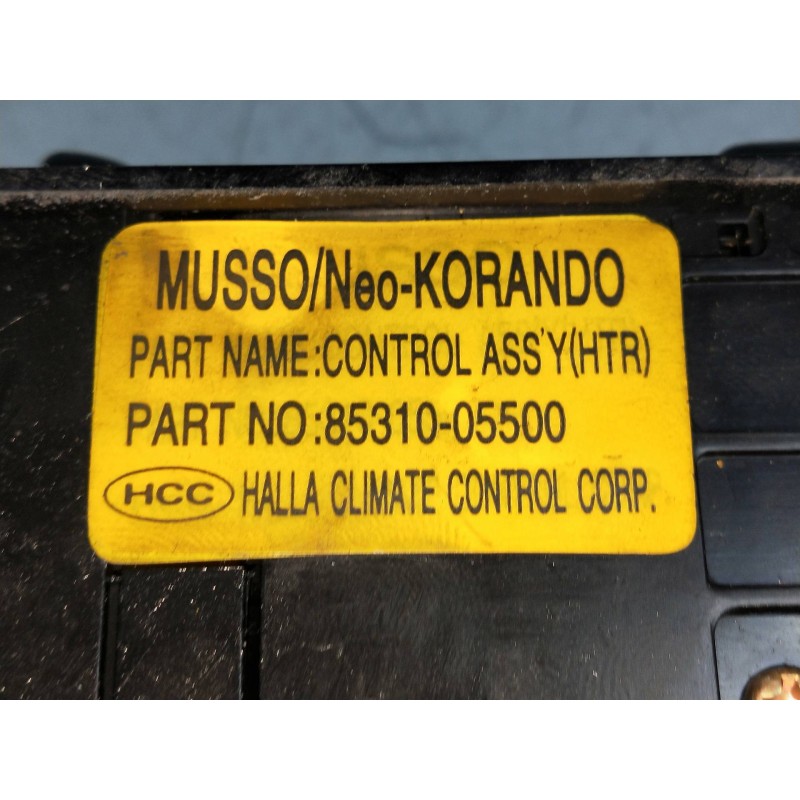 MUSSO/Neo-KORANDO
PART NAME:CONTROL ASS'Y(HTR)
PART NO:85310-05500
HCC HALLA CLIMATE CONTROL CORP.